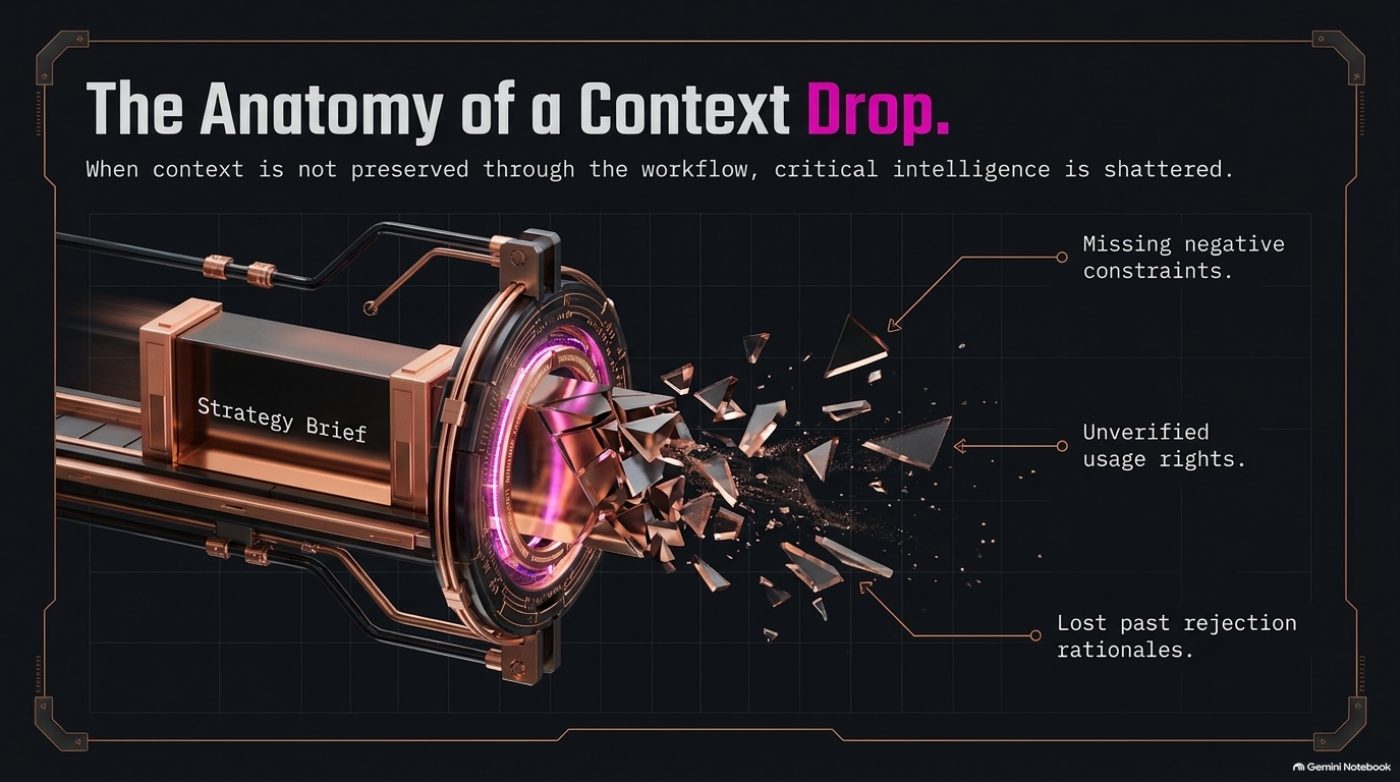 The Anatomy of a Context Drop.
When context is not preserved through the workflow, critical intelligence is shattered.
Strategy Brief
Missing negative
constraints.
Unverified
usage rights.
Lost past rejection
rationales.
Gemini Notebook